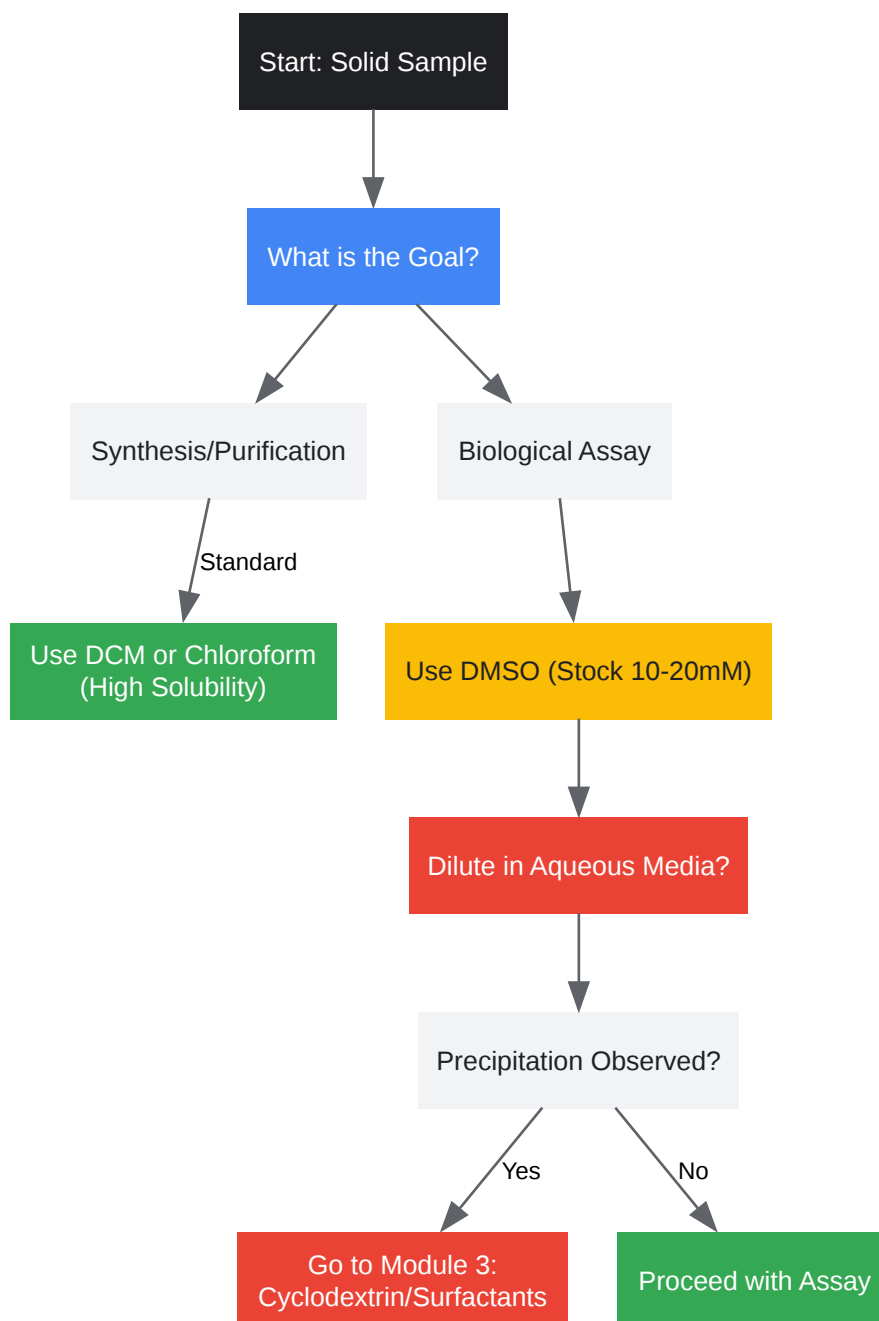 Start: Solid Sample
What is the Goal?
Synthesis/Purification
Biological Assay
Standard
Use DCM or Chloroform
(High Solubility)
Use DMSO (Stock 10-20mM)
Dilute in Aqueous Media?
Precipitation Observed?
Yes
No
Go to Module 3:
Cyclodextrin/Surfactants
Proceed with Assay